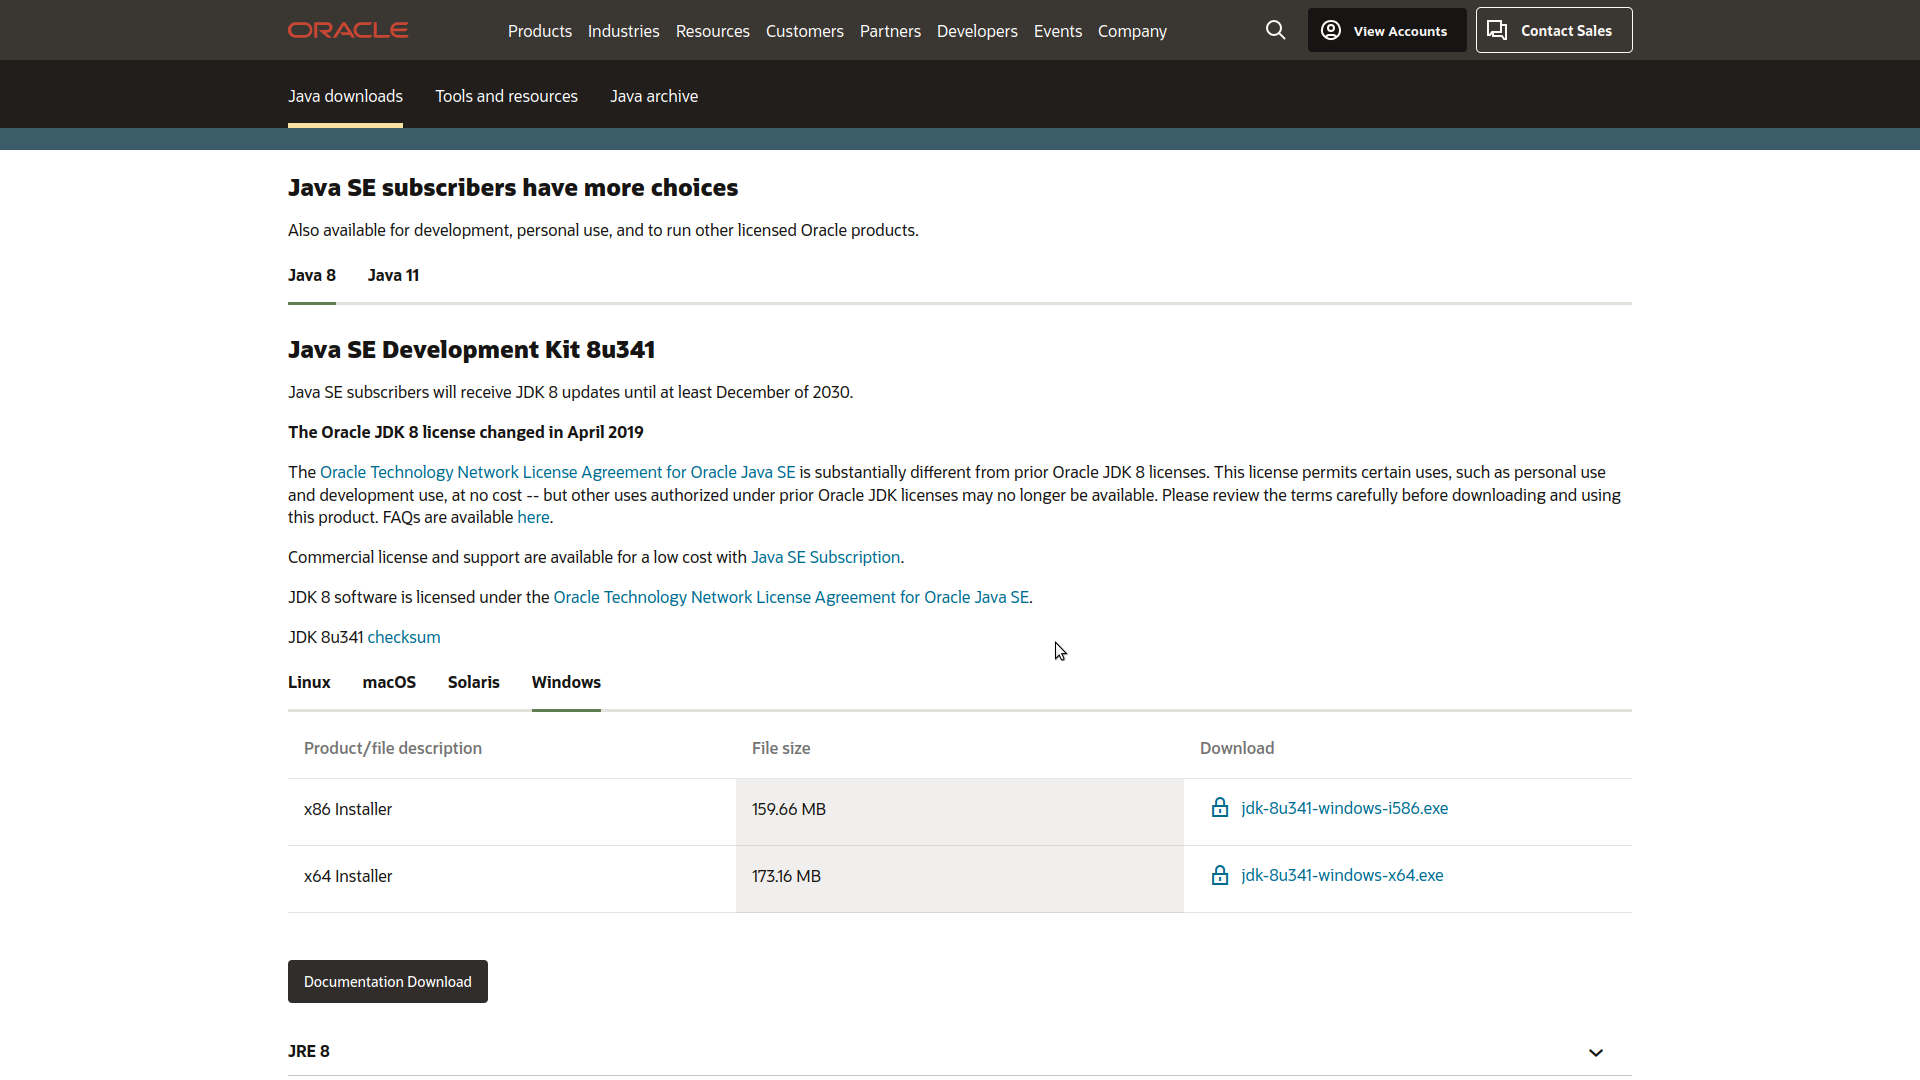 ORACLE
Products Industries Resources Customers Partners Developers Events Company
View Accounts
Contact Sales
Java downloads Tools and resources Java archive
Java SE subscribers have more choices
Also available for development, personal use, and to run other licensed Oracle products.
Java 8 Java 11
Java SE Development Kit 8u341
Java SE subscribers will receive JDK 8 updates until at least December of 2030.
The Oracle JDK 8 license changed in April 2019
The Oracle Technology Network License Agreement for Oracle Java SE is substantially different from prior Oracle JDK 8 licenses. This license permits certain uses, such as personal use
and development use, at no cost -- but other uses authorized under prior Oracle JDK licenses may no longer be available. Please review the terms carefully before downloading and using
this product. FAQs are available here.
Commercial license and support are available for a low cost with Java SE Subscription.
JDK 8 software is licensed under the Oracle Technology Network License Agreement for Oracle Java SE.
JDK 8u341 checksum
Linux macOS Solaris Windows
Product/file description File size Download
x86 Installer 159.66 MB jdk-8u341-windows-i586.exe
x64 Installer 173.16 MB jdk-8u341-windows-x64.exe
Documentation Download
JRE 8